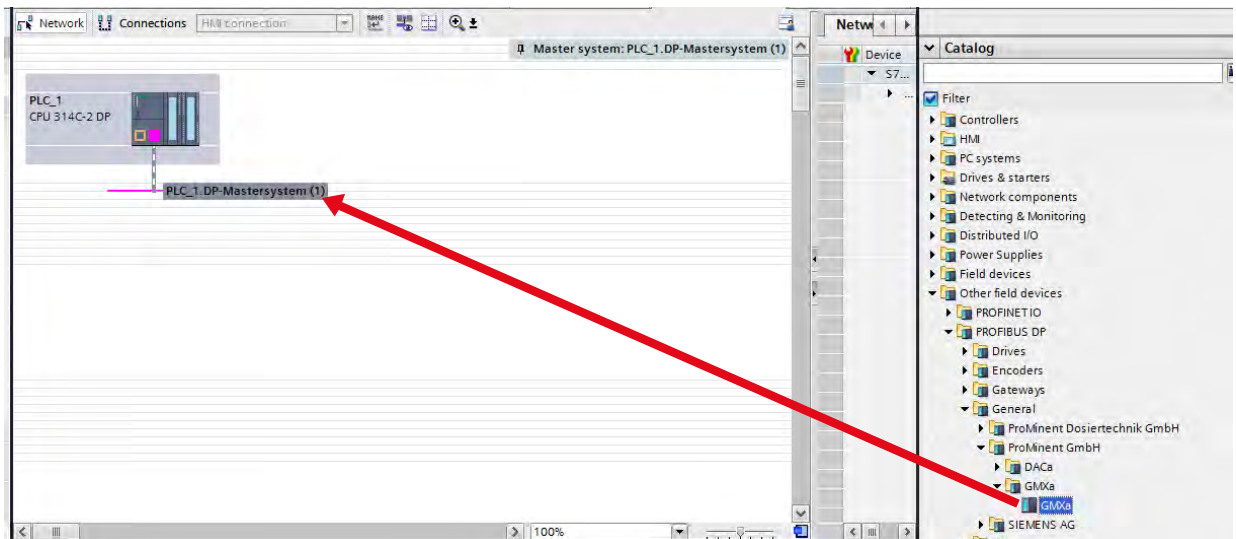 Network Connections HMI connection
Master system: PLC_1.DP-Mastersystem (1)
PLC_1
CPU 314C-2 DP
PLC_1.DP-Mastersystem (1)
100%
Netw
Device
S7...
...
Catalog
Filter
Controllers
HMI
PC systems
Drives & starters
Network components
Detecting & Monitoring
Distributed I/O
Power Supplies
Field devices
Other field devices
PROFINET IO
PROFIBUS DP
Drives
Encoders
Gateways
General
ProMinent Dosiertechnik GmbH
ProMinent GmbH
DACa
GMXa
GMXa
SIEMENS AG